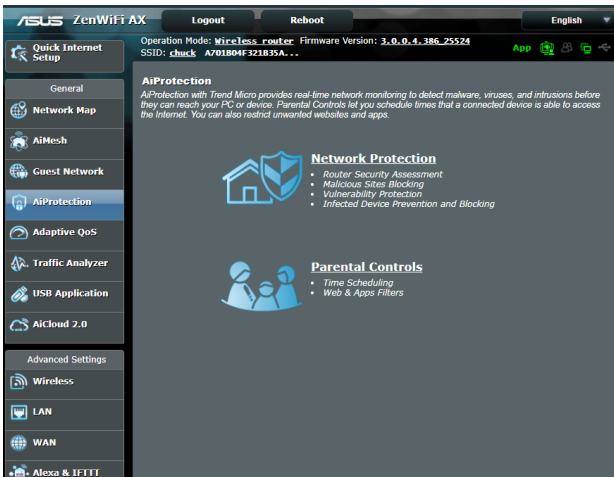 ASUS ZenWiFi AX Logout Reboot English
Quick Internet Setup
Operation Mode: Wireless router Firmware Version: 3.0.0.4.386_25524
SSID: chuck A701B04F321B35A...
App
General
Network Map
AiMesh
Guest Network
AiProtection
Adaptive QoS
Traffic Analyzer
USB Application
AiCloud 2.0
Advanced Settings
Wireless
LAN
WAN
Alexa & IFTTT
AiProtection
AiProtection with Trend Micro provides real-time network monitoring to detect malware, viruses, and intrusions before
they can reach your PC or device. Parental Controls let you schedule times that a connected device is able to access
the Internet. You can also restrict unwanted websites and apps.
Network Protection
• Router Security Assessment
• Malicious Sites Blocking
• Vulnerability Protection
• Infected Device Prevention and Blocking
Parental Controls
• Time Scheduling
• Web & Apps Filters